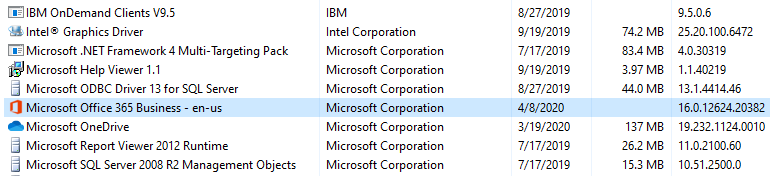 IBM OnDemand Clients V9.5 IBM 8/27/2019 9.5.0.6
Intel® Graphics Driver Intel Corporation 9/19/2019 74.2 MB 25.20.100.6472
Microsoft .NET Framework 4 Multi-Targeting Pack Microsoft Corporation 7/17/2019 83.4 MB 4.0.30319
Microsoft Help Viewer 1.1 Microsoft Corporation 9/19/2019 3.97 MB 1.1.40219
Microsoft ODBC Driver 13 for SQL Server Microsoft Corporation 8/27/2019 44.0 MB 13.1.4414.46
Microsoft Office 365 Business - en-us Microsoft Corporation 4/8/2020 16.0.12624.20382
Microsoft OneDrive Microsoft Corporation 3/19/2020 137 MB 19.232.1124.0010
Microsoft Report Viewer 2012 Runtime Microsoft Corporation 7/17/2019 26.2 MB 11.0.2100.60
Microsoft SQL Server 2008 R2 Management Objects Microsoft Corporation 7/17/2019 15.3 MB 10.51.2500.0